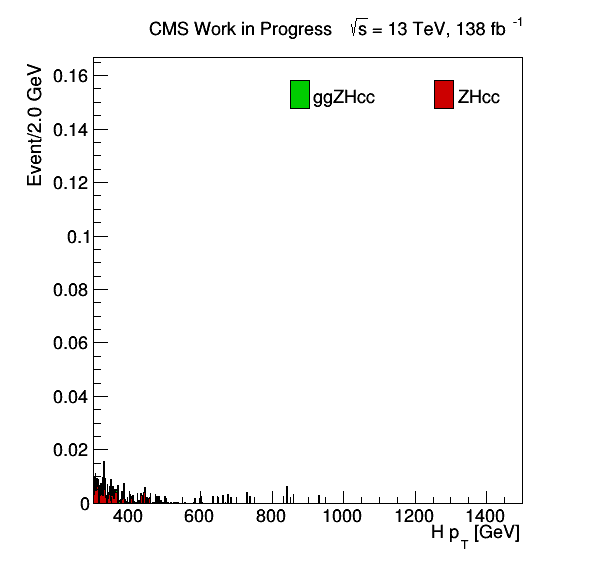 CMS Work in Progress √s = 13 TeV, 138 fb -1
Event/2.0 GeV
0.16
0.14
0.12
0.1
0.08
0.06
0.04
0.02
0
ggZHcc ZHcc
400 600 800 1000 1200 1400
H pT [GeV]